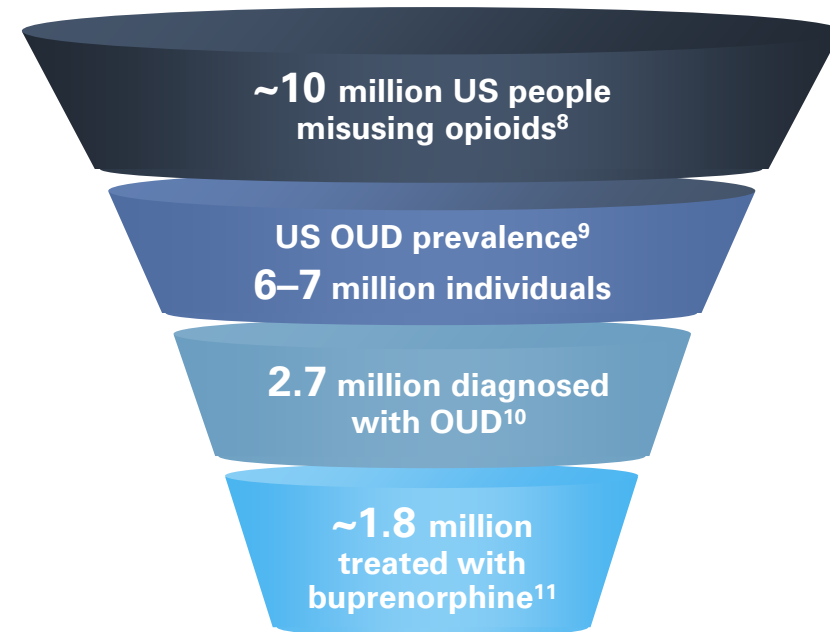 ~10 million US people
misusing opioids⁸
US OUD prevalence⁹
6–7 million individuals
2.7 million diagnosed
with OUD¹⁰
~1.8 million
treated with
buprenorphine¹¹